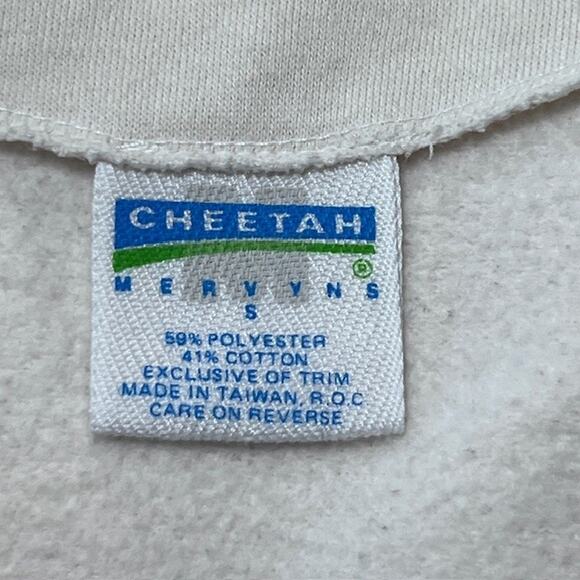 CHEETAH
®
MERVYNS
S
59% POLYESTER
41% COTTON
EXCLUSIVE OF TRIM
MADE IN TAIWAN, R.O.C
CARE ON REVERSE